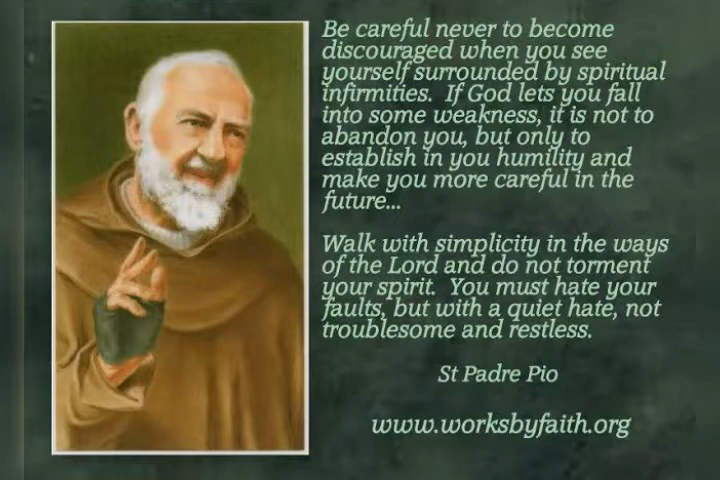 Be careful never to become
discouraged when you see
yourself surrounded by spiritual
infirmities.  If God lets you fall
into some weakness, it is not to
abandon you, but only to
establish in you humility and
make you more careful in the
future...
Walk with simplicity in the ways
of the Lord and do not torment
your spirit.  You must hate your
faults, but with a quiet hate, not
troublesome and restless.
St Padre Pio
www.worksbyfaith.org